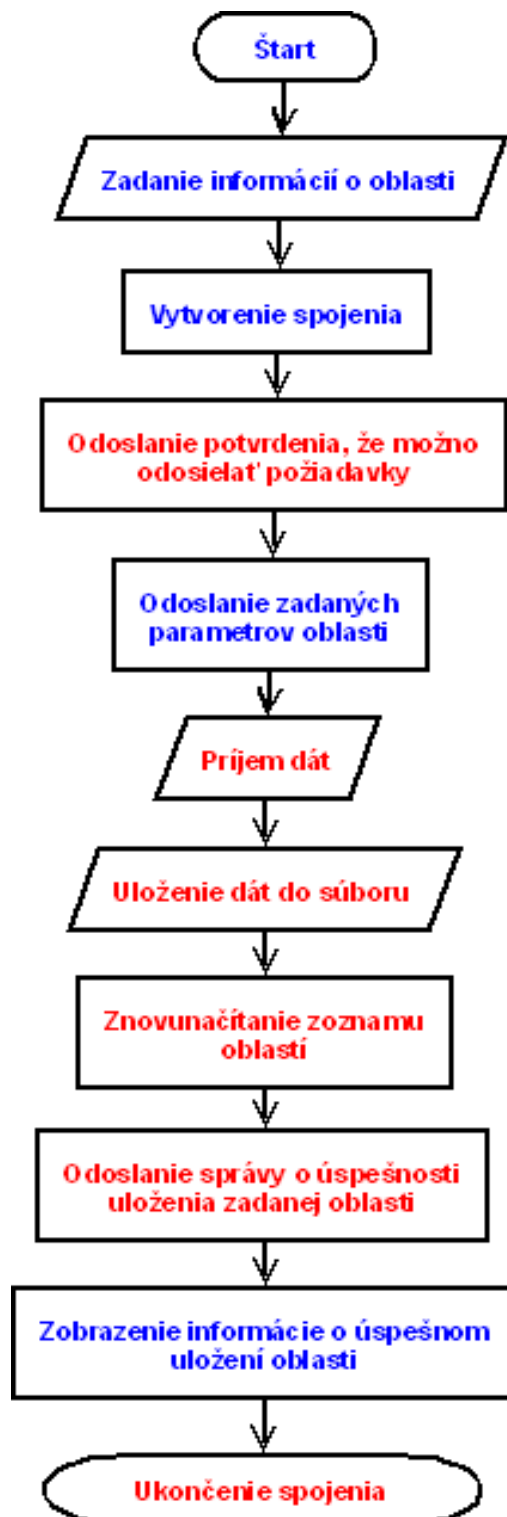 Štart
Zadanie informácií o oblasti
Vytvorenie spojenia
Odoslanie potvrdenia, že možno
odosielať požiadavky
Odoslanie zadaných
parametrov oblasti
Príjem dát
Uloženie dát do súboru
Znovunačítanie zoznamu
oblastí
Odoslanie správy o úspešnosti
uloženia zadanej oblasti
Zobrazenie informácie o úspešnom
uložení oblasti
Ukončenie spojenia